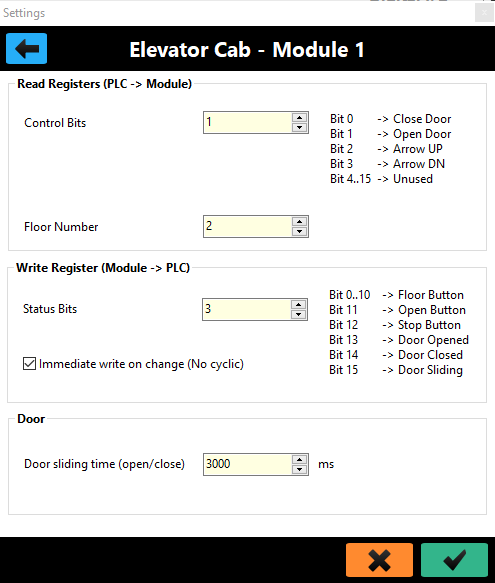 Settings
Elevator Cab - Module 1
Read Registers (PLC -> Module)
Control Bits
1
Bit 0 -> Close Door
Bit 1 -> Open Door
Bit 2 -> Arrow UP
Bit 3 -> Arrow DN
Bit 4..15 -> Unused
Floor Number
2
Write Register (Module -> PLC)
Status Bits
3
Bit 0..10 -> Floor Button
Bit 11 -> Open Button
Bit 12 -> Stop Button
Bit 13 -> Door Opened
Bit 14 -> Door Closed
Bit 15 -> Door Sliding
Immediate write on change (No cyclic)
Door
Door sliding time (open/close) 3000 ms